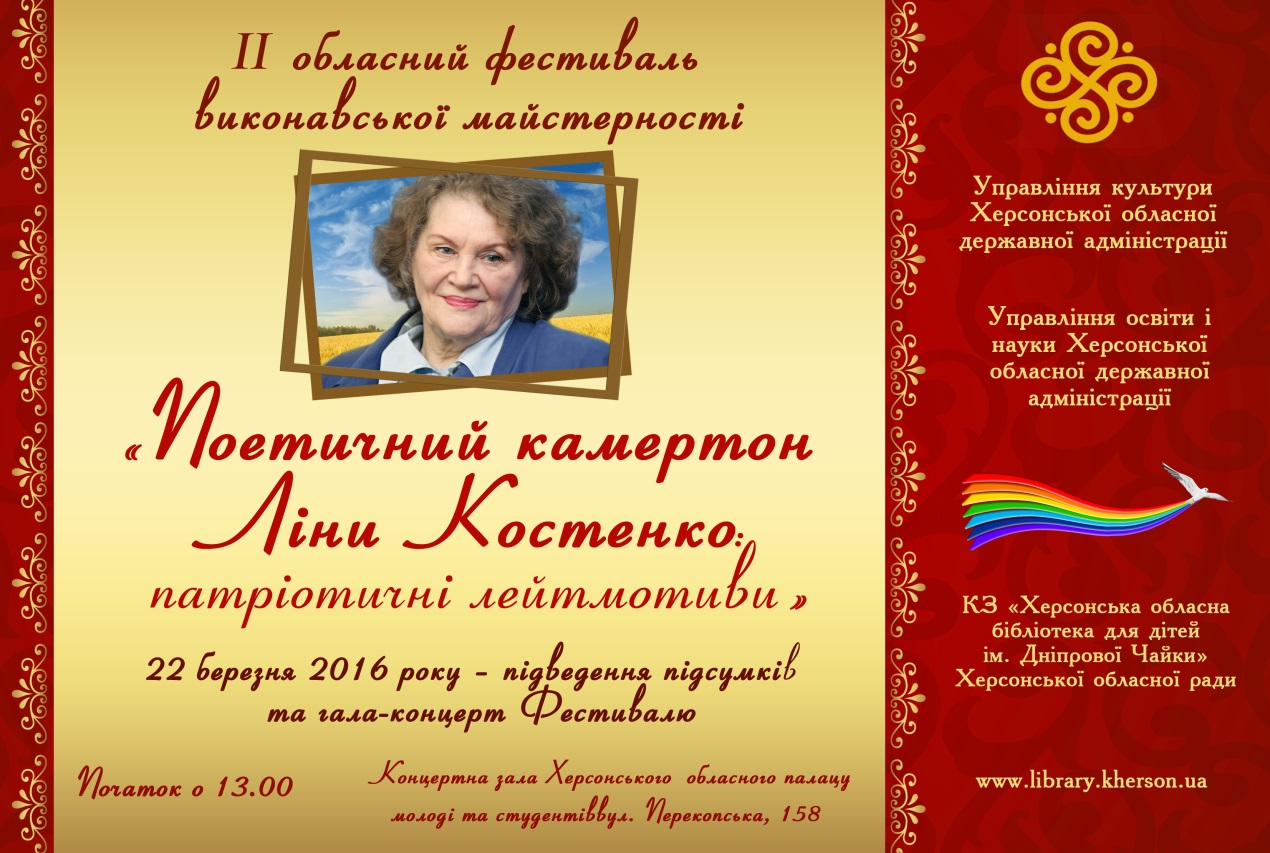 II обласний фестиваль
виконавської майстерності
«Поетичний камертон
Ліни Костенко:
патріотичні лейтмотиви»
22 березня 2016 року - підведення підсумків
та гала-концерт Фестивалю
Початок о 13.00
Концертна зала Херсонського обласного палацу
молоді та студентіввул. Перекопська, 158
Управління культури
Херсонської обласної
державної адміністрації
Управління освіти і
науки Херсонської
обласної державної
адміністрації
КЗ «Херсонська обласна
бібліотека для дітей
ім. Дніпрової Чайки»
Херсонської обласної ради
www.library.kherson.ua